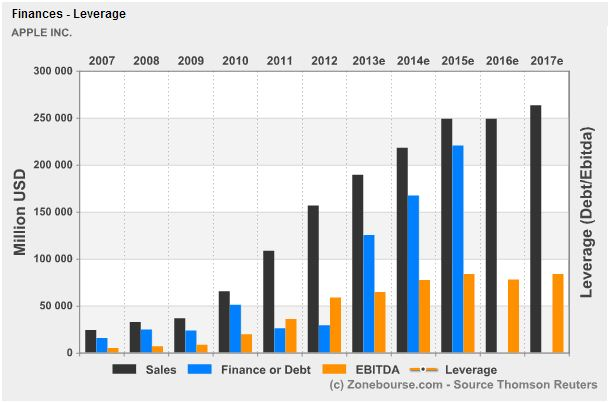 Finances - Leverage
APPLE INC.
2007 2008 2009 2010 2011 2012 2013e 2014e 2015e 2016e 2017e
300 000
250 000
200 000
150 000
100 000
50 000
0
Million USD
Leverage (Debt/Ebitda)
Sales Finance or Debt EBITDA Leverage
(c) Zonebourse.com - Source Thomson Reuters